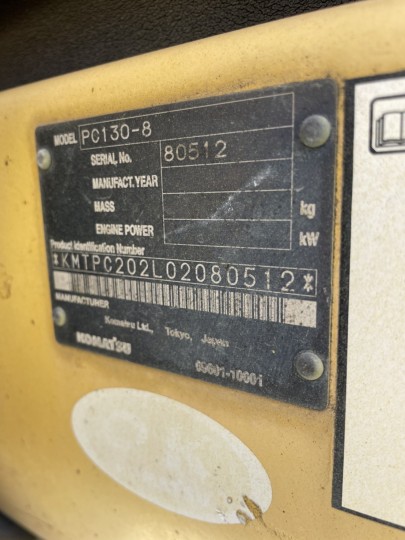 MODEL PC130-8
SERIAL No. 80512
MANUFACT. YEAR
MASS kg
ENGINE POWER kW
Product Identification Number
*KMTPC202L02080512*
MANUFACTURER
Komatsu Ltd., Tokyo, Japan
KOMATSU
09601-10001